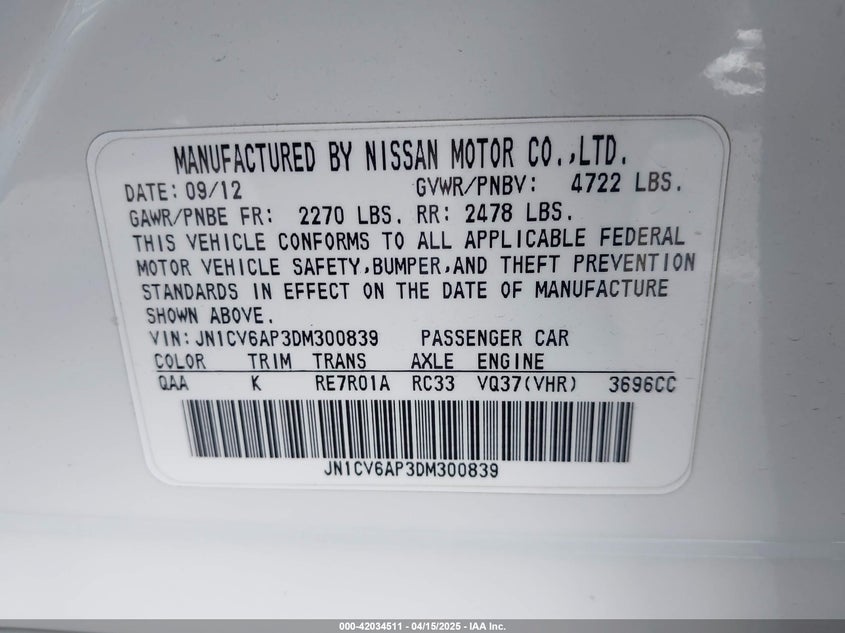 MANUFACTURED BY NISSAN MOTOR CO.,LTD.
DATE: 09/12 GVWR/PNBV: 4722 LBS.
GAWR/PNBE FR: 2270 LBS. RR: 2478 LBS.
THIS VEHICLE CONFORMS TO ALL APPLICABLE FEDERAL
MOTOR VEHICLE SAFETY,BUMPER,AND THEFT PREVENTION
STANDARDS IN EFFECT ON THE DATE OF MANUFACTURE
SHOWN ABOVE.
VIN: JN1CV6AP3DM300839 PASSENGER CAR
COLOR TRIM TRANS AXLE ENGINE
QAA K RE7R01A RC33 VQ37(VHR) 3696CC
JN1CV6AP3DM300839
000-42034511 - 04/15/2025 - IAA Inc.